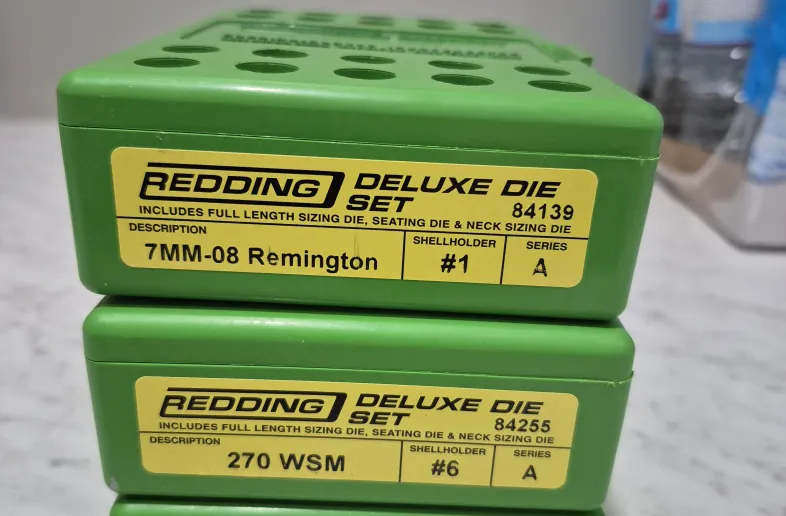 REDDING DELUXE DIE SET 84139
INCLUDES FULL LENGTH SIZING DIE, SEATING DIE & NECK SIZING DIE
DESCRIPTION SHELLHOLDER SERIES
7MM-08 Remington #1 A
REDDING DELUXE DIE SET 84255
INCLUDES FULL LENGTH SIZING DIE, SEATING DIE & NECK SIZING DIE
DESCRIPTION SHELLHOLDER SERIES
270 WSM #6 A